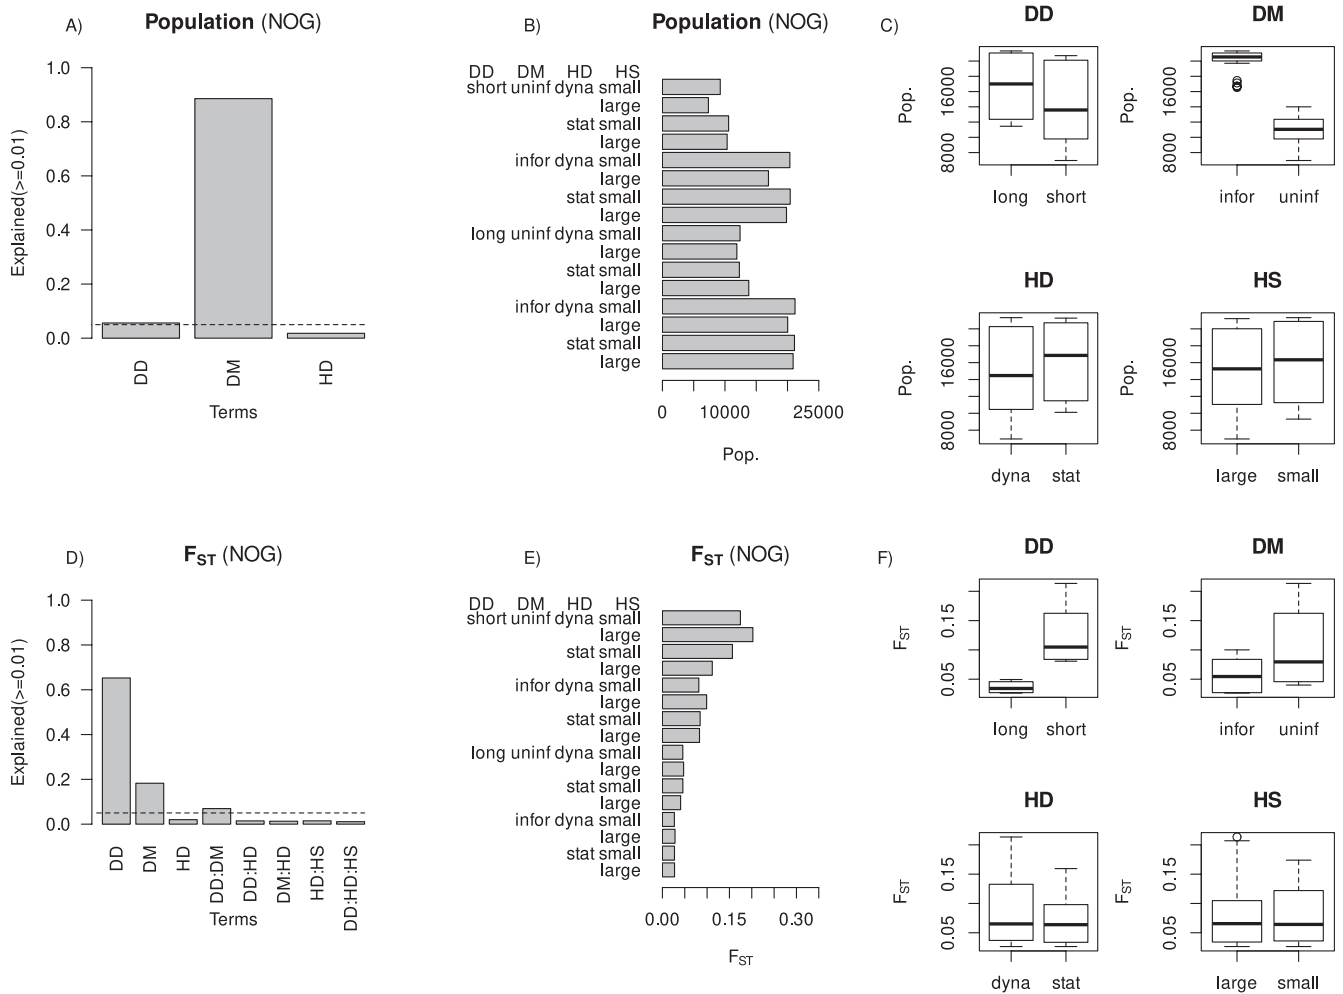 A) Population (NOG)
Explained(>=0.01)
1.0
0.8
0.6
0.4
0.2
0.0
DD DM HD
Terms
B) Population (NOG)
DD DM HD HS
short uninf dyna small
large
stat small
large
infor dyna small
large
stat small
large
long uninf dyna small
large
stat small
large
infor dyna small
large
stat small
large
0 10000 25000
Pop.
C)
DD
Pop.
16000
8000
long short
DM
Pop.
16000
8000
infor uninf
HD
Pop.
16000
8000
dyna stat
HS
Pop.
16000
8000
large small
D) FST (NOG)
Explained(>=0.01)
1.0
0.8
0.6
0.4
0.2
0.0
DD DM HD DD:DM DD:HD DM:HD HD:HS DD:HD:HS
Terms
E) FST (NOG)
DD DM HD HS
short uninf dyna small
large
stat small
large
infor dyna small
large
stat small
large
long uninf dyna small
large
stat small
large
infor dyna small
large
stat small
large
0.00 0.15 0.30
FST
F)
DD
FST
0.15
0.05
long short
DM
FST
0.15
0.05
infor uninf
HD
FST
0.15
0.05
dyna stat
HS
FST
0.15
0.05
large small